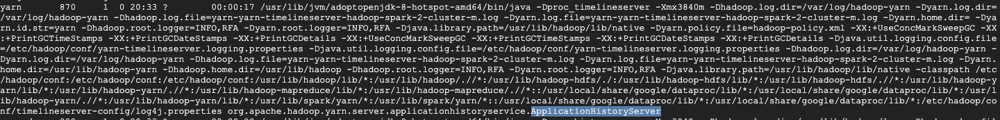 yarn       870     1  0 20:33 ?        00:00:17 /usr/lib/jvm/adoptopenjdk-8-hotspot-amd64/bin/java -Dproc_timelineserver -Xmx3840m -Dhadoop.log.dir=/var/log/hadoop-yarn -Dyarn.log.dir=
/var/log/hadoop-yarn -Dhadoop.log.file=yarn-yarn-timelineserver-hadoop-spark-2-cluster-m.log -Dyarn.log.file=yarn-yarn-timelineserver-hadoop-spark-2-cluster-m.log -Dyarn.home.dir= -Dya
rn.id.str=yarn -Dhadoop.root.logger=INFO,RFA -Dyarn.root.logger=INFO,RFA -Djava.library.path=/usr/lib/hadoop/lib/native -Dyarn.policy.file=hadoop-policy.xml -XX:+UseConcMarkSweepGC -XX
:+PrintGCTimeStamps -XX:+PrintGCDateStamps -XX:+PrintGCDetails -XX:+UseConcMarkSweepGC -XX:+PrintGCTimeStamps -XX:+PrintGCDateStamps -XX:+PrintGCDetails -Djava.util.logging.config.file
=/etc/hadoop/conf/yarn-timelineserver.logging.properties -Djava.util.logging.config.file=/etc/hadoop/conf/yarn-timelineserver.logging.properties -Dhadoop.log.dir=/var/log/hadoop-yarn -
Dyarn.log.dir=/var/log/hadoop-yarn -Dhadoop.log.file=yarn-yarn-timelineserver-hadoop-spark-2-cluster-m.log -Dyarn.log.file=yarn-yarn-timelineserver-hadoop-spark-2-cluster-m.log -Dyarn.
home.dir=/usr/lib/hadoop-yarn -Dhadoop.home.dir=/usr/lib/hadoop -Dhadoop.root.logger=INFO,RFA -Dyarn.root.logger=INFO,RFA -Djava.library.path=/usr/lib/hadoop/lib/native -classpath /etc
/hadoop/conf:/etc/hadoop/conf:/etc/hadoop/conf:/usr/lib/hadoop/lib/*:/usr/lib/hadoop/.//*:/usr/lib/hadoop-hdfs/./:/usr/lib/hadoop-hdfs/lib/*:/usr/lib/hadoop-hdfs/.//*:/usr/lib/hadoop-y
arn/lib/*:/usr/lib/hadoop-yarn/.//*:/usr/lib/hadoop-mapreduce/lib/*:/usr/lib/hadoop-mapreduce/.//*::/usr/local/share/google/dataproc/lib/*:/usr/local/share/google/dataproc/lib/*:/usr/l
ib/hadoop-yarn/.//*:/usr/lib/hadoop-yarn/lib/*:/usr/lib/spark/yarn/*:/usr/lib/spark/yarn/*::/usr/local/share/google/dataproc/lib/*:/usr/local/share/google/dataproc/lib/*:/etc/hadoop/co
nf/timelineserver-config/log4j.properties org.apache.hadoop.yarn.server.applicationhistoryservice.ApplicationHistoryServer